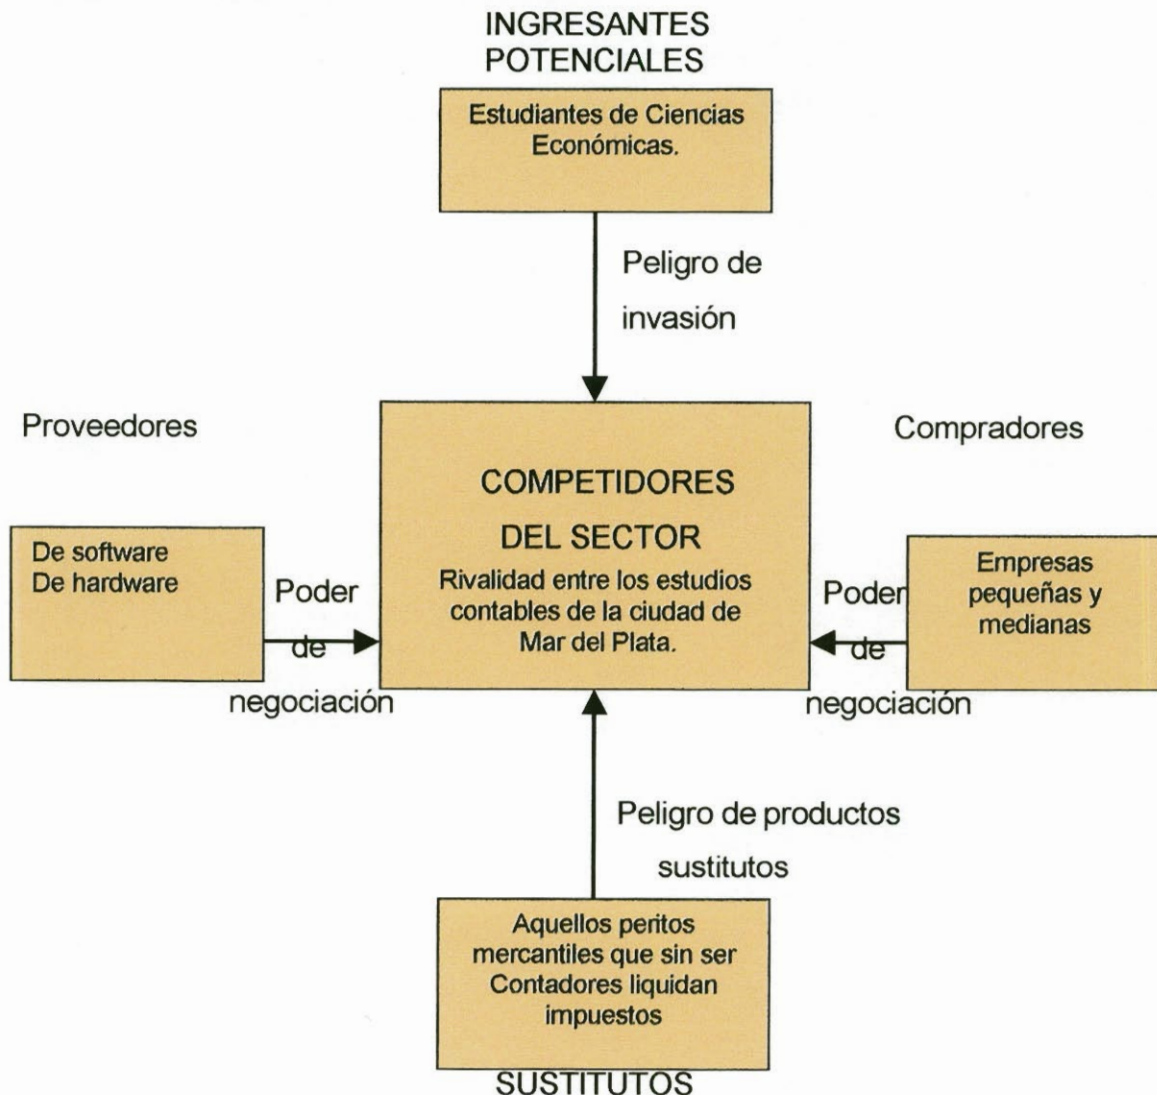 INGRESANTES
POTENCIALES
Estudiantes de Ciencias
Económicas.
Peligro de
invasión
Proveedores
Compradores
De software
De hardware
Poder
de
negociación
COMPETIDORES
DEL SECTOR
Rivalidad entre los estudios
contables de la ciudad de
Mar del Plata.
Poder
de
negociación
Empresas
pequeñas y
medianas
Peligro de productos
sustitutos
Aquellos peritos
mercantiles que sin ser
Contadores liquidan
impuestos
SUSTITUTOS